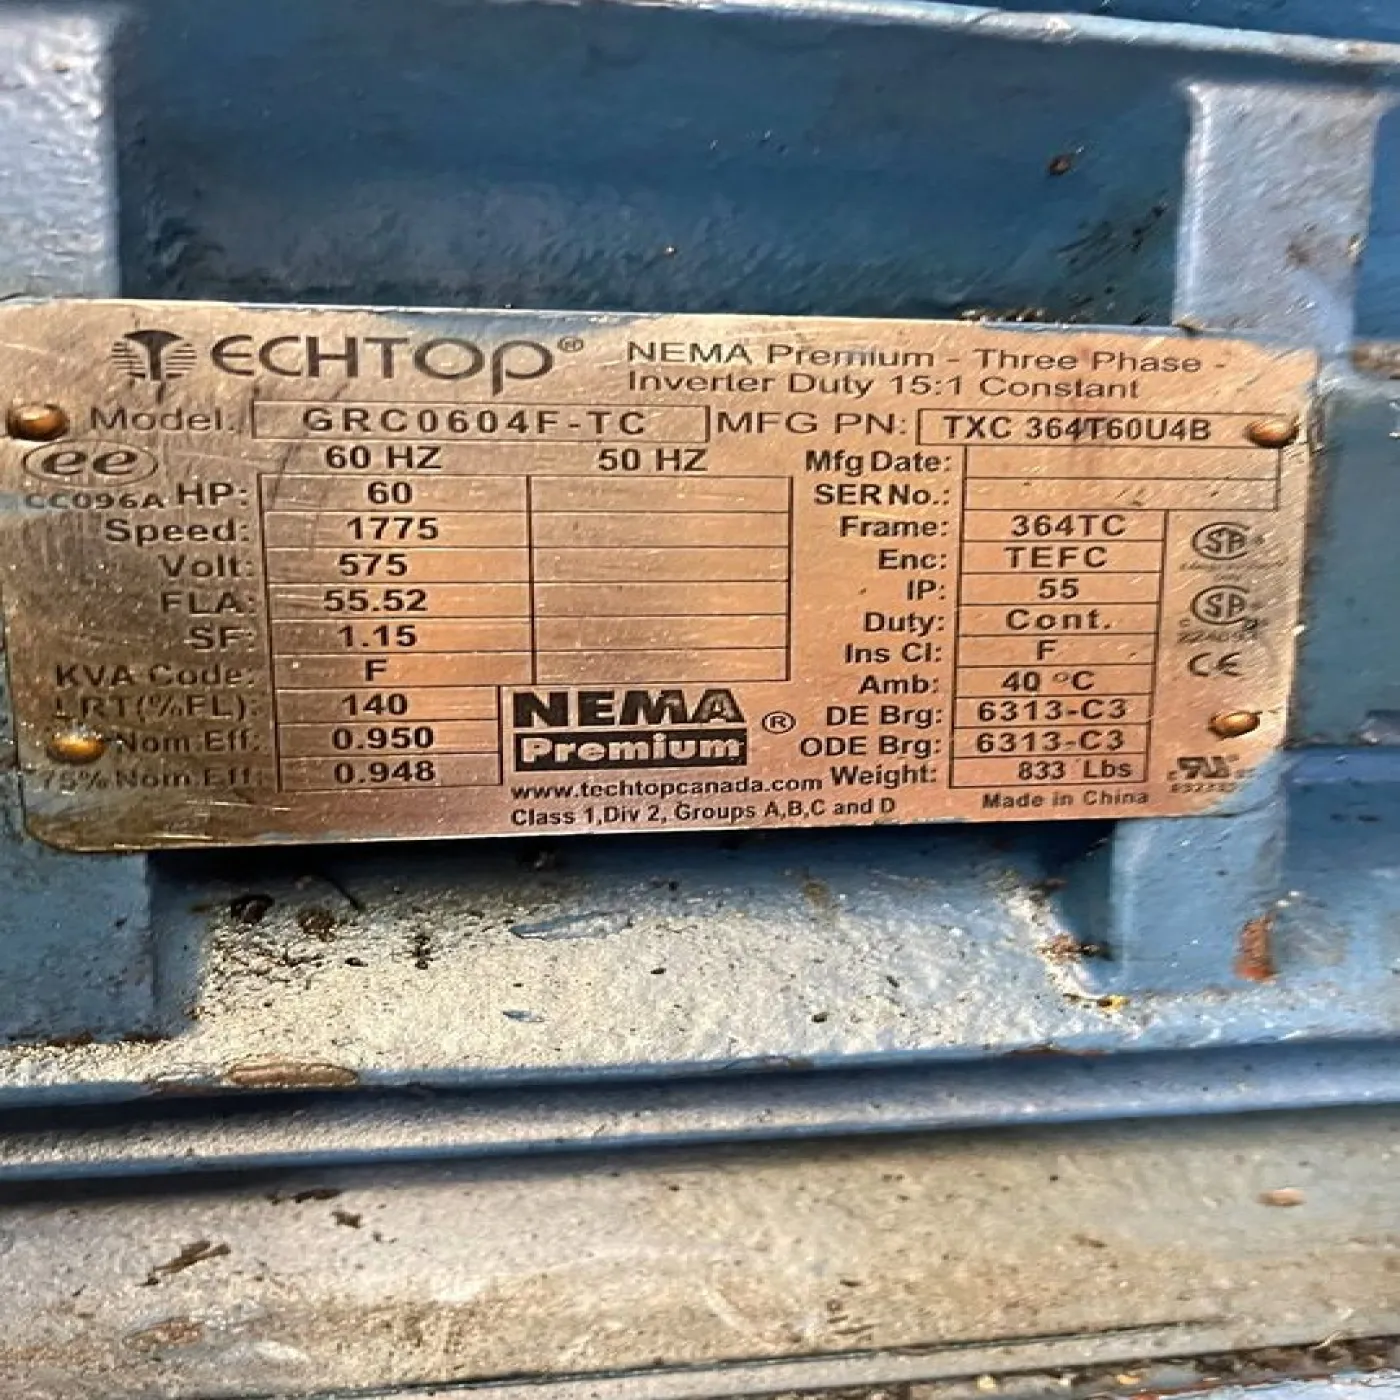 TECHTOP® NEMA Premium - Three Phase -
Inverter Duty 15:1 Constant
Model. GRC0604F-TC MFG PN: TXC 364T60U4B
ee 60 HZ 50 HZ Mfg Date:
CC096A HP: 60 SER No.:
Speed: 1775 Frame: 364TC
Volt: 575 Enc: TEFC
FLA: 55.52 IP: 55
SF: 1.15 Duty: Cont.
KVA Code: F Ins Cl: F
Amb: 40 °C
LRT(%FL): 140 DE Brg: 6313-C3
Nom.Eff: 0.950 ODE Brg: 6313-C3
75% Nom.Eff: 0.948 Weight: 833 Lbs
NEMA
Premium ®
www.techtopcanada.com
Class 1,Div 2, Groups A,B,C and D
Made in China
SA
SA
CE